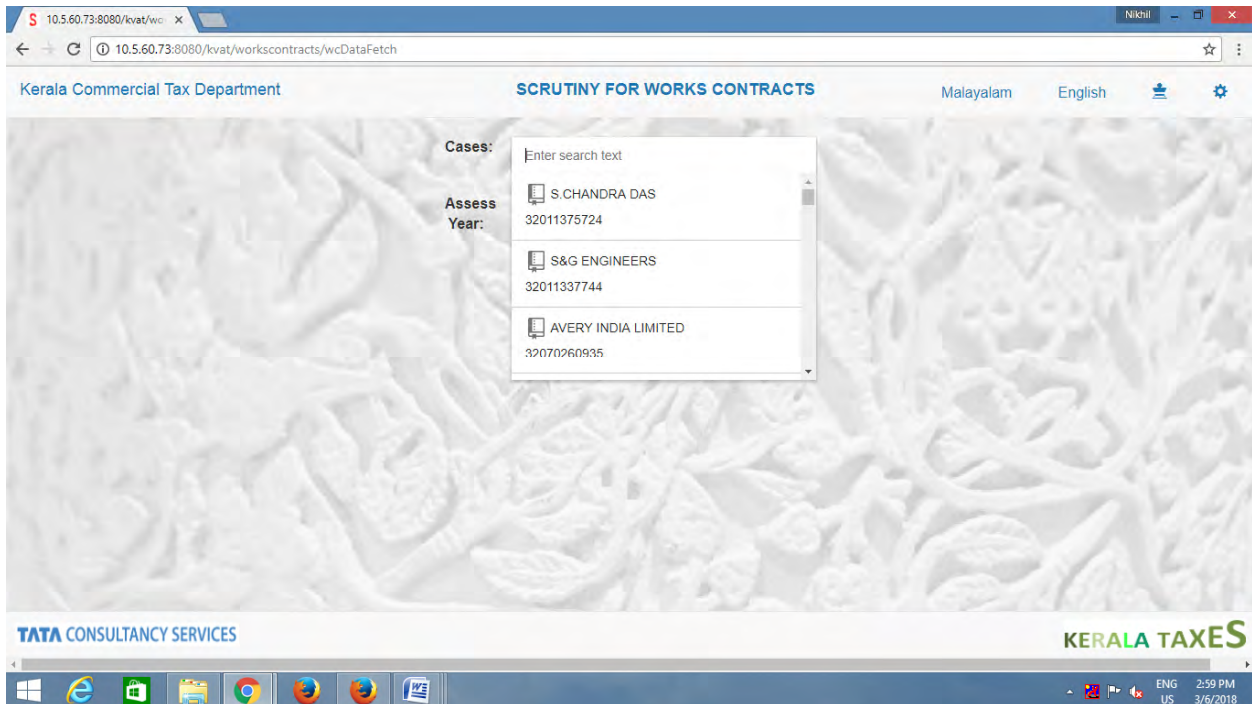 S 10.5.60.73:8080/kvat/wo
Nikhil
10.5.60.73:8080/kvat/workscontracts/wcDataFetch
Kerala Commercial Tax Department
SCRUTINY FOR WORKS CONTRACTS
Malayalam
English
Cases:
Enter search text
Assess
Year:
S.CHANDRA DAS
32011375724
S&G ENGINEERS
32011337744
AVERY INDIA LIMITED
32070260935
TATA CONSULTANCY SERVICES
KERALA TAXES
ENG
US
2:59 PM
3/6/2018